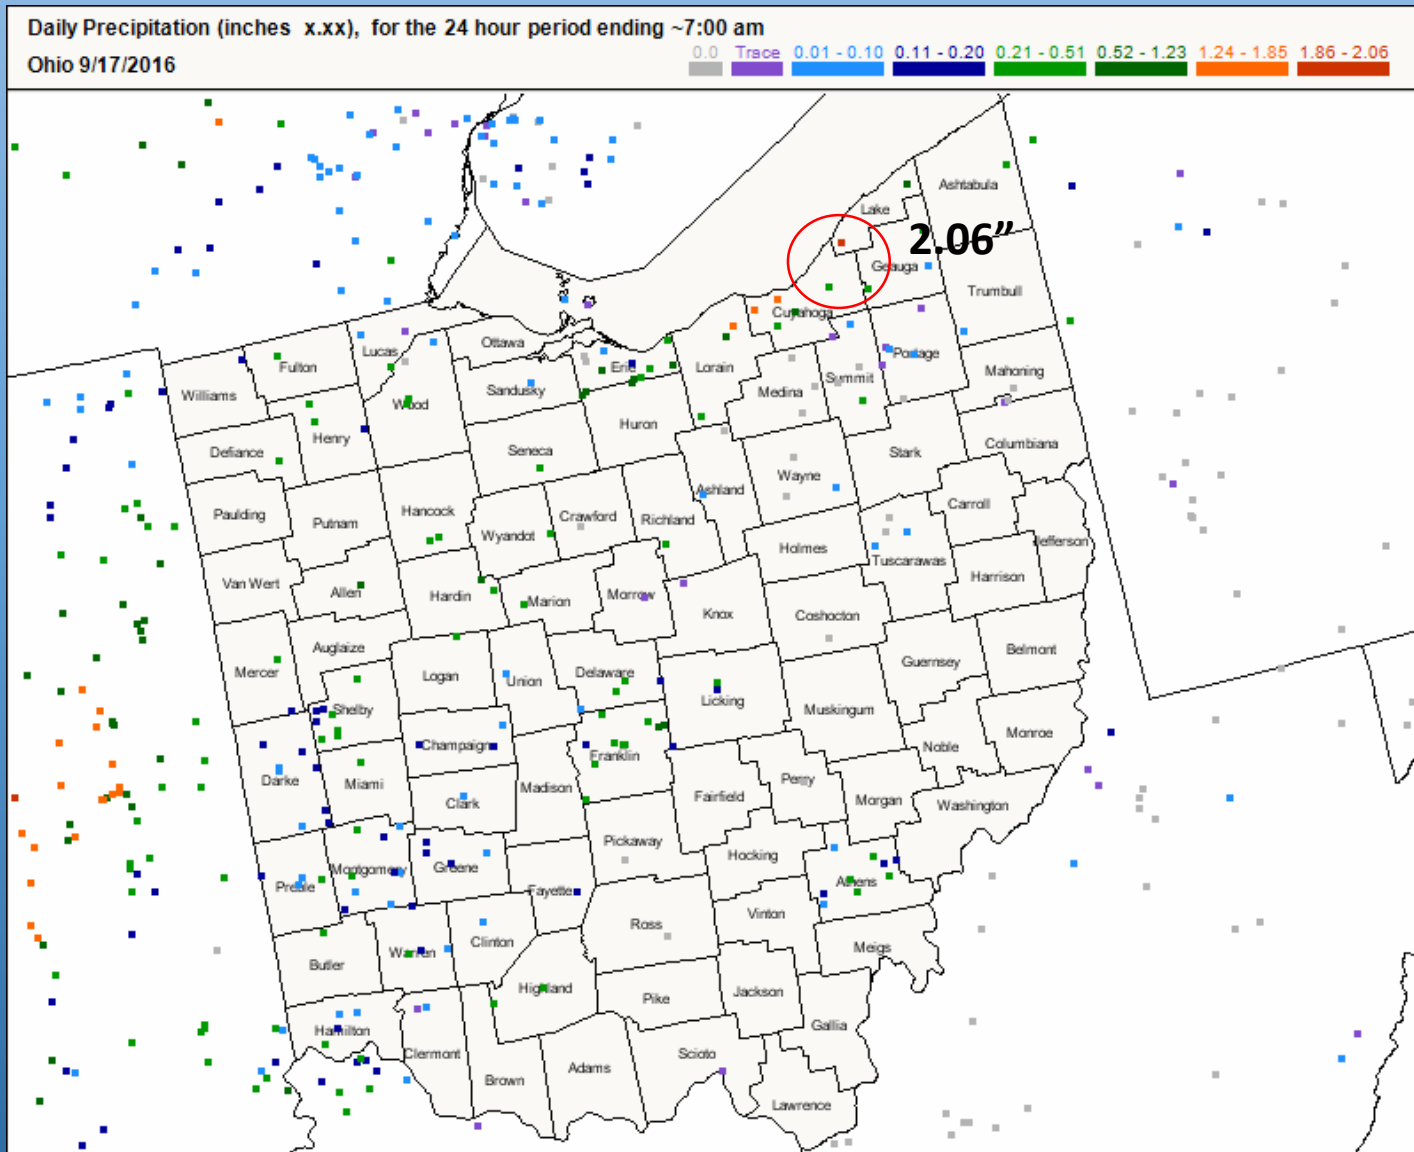 Daily Precipitation (inches x.xx), for the 24 hour period ending ~7:00 am
0.0 Trace 0.01 - 0.10 0.11 - 0.20 0.21 - 0.51 0.52 - 1.23 1.24 - 1.85 1.86 - 2.06
Ohio 9/17/2016
Ashtabula
Lake
2.06”
Geauga
Trumbull
Cuyahoga
Ottawa
Lucas
Fulton
Erie
Lorain
Portage
Mahoning
Williams
Sandusky
Medina
Summit
Wood
Huron
Henry
Columbiana
Defiance
Seneca
Stark
Wayne
Ashland
Carroll
Paulding
Putnam
Hancock
Crawford
Richland
Wyandot
Holmes
Jefferson
Tuscarawas
Harrison
Van Wert
Allen
Hardin
Marion
Morrow
Knox
Coshocton
Auglaize
Belmont
Guernsey
Mercer
Logan
Union
Delaware
Licking
Muskingum
Shelby
Monroe
Noble
Champaign
Franklin
Darke
Miami
Madison
Perry
Fairfield
Clark
Morgan
Washington
Pickaway
Hocking
Montgomery
Greene
Preble
Fayette
Athens
Vinton
Ross
Clinton
Warren
Meigs
Butler
Highland
Pike
Jackson
Gallia
Hamilton
Clermont
Scioto
Adams
Brown
Lawrence